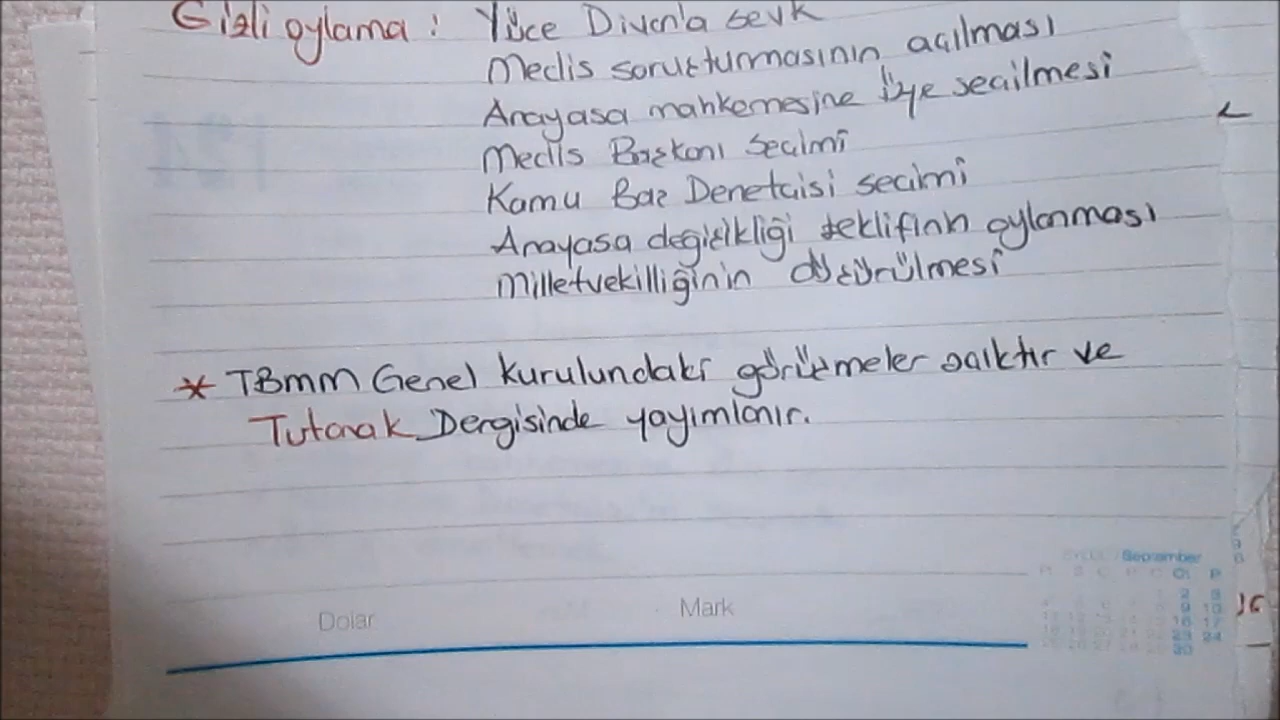 Gizli oylama : Yüce Divan'a sevk
Meclis soruşturmasının açılması
Anayasa mahkemesine üye seçilmesi
Meclis Başkanı Seçimi
Kamu Baş Denetçisi seçimi
Anayasa değişikliği teklifinin oylanması
Milletvekilliğinin düşürülmesi
* TBMM Genel Kurulundaki görüşmeler açıktır ve
Tutanak Dergisinde yayımlanır.
Dolar Mark
September